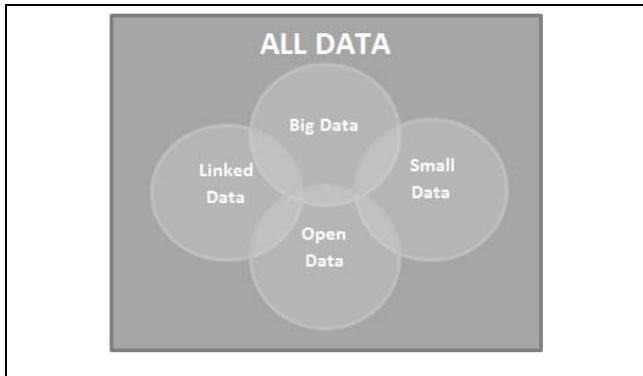 ALL DATA
Big Data
Linked
Data
Small
Data
Open
Data